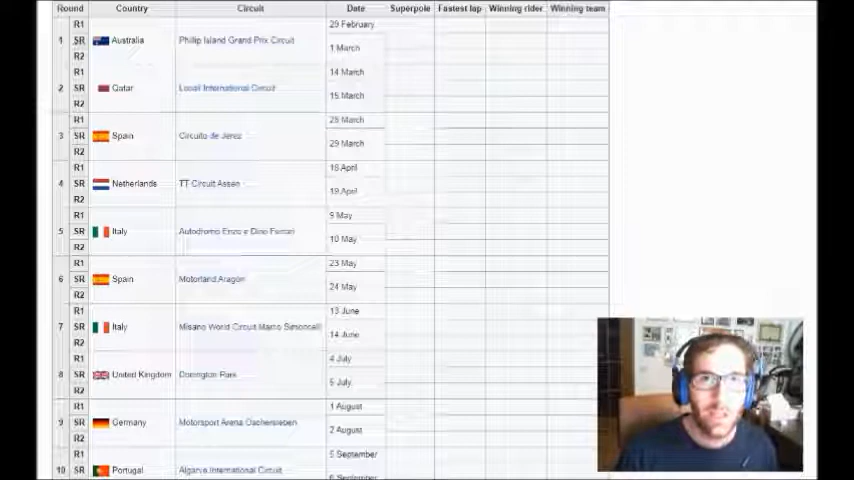 Round Country Circuit Date Superpole Fastest lap Winning rider Winning team
R1 29 February
1 SR Australia Phillip Island Grand Prix Circuit
1 March
R2
R1 14 March
2 SR Qatar Losail International Circuit
15 March
R2
R1 28 March
3 SR Spain Circuito de Jerez
29 March
R2
R1 18 April
4 SR Netherlands TT Circuit Assen
19 April
R2
R1 9 May
5 SR Italy Autodromo Enzo e Dino Ferrari
10 May
R2
R1 23 May
6 SR Spain Motorland Aragón
24 May
R2
R1 13 June
7 SR Italy Misano World Circuit Marco Simoncelli
14 June
R2
R1 4 July
8 SR United Kingdom Donington Park
5 July
R2
R1 1 August
9 SR Germany Motorsport Arena Oschersleben
2 August
R2
R1 5 September
10 SR Portugal Algarve International Circuit
6 September